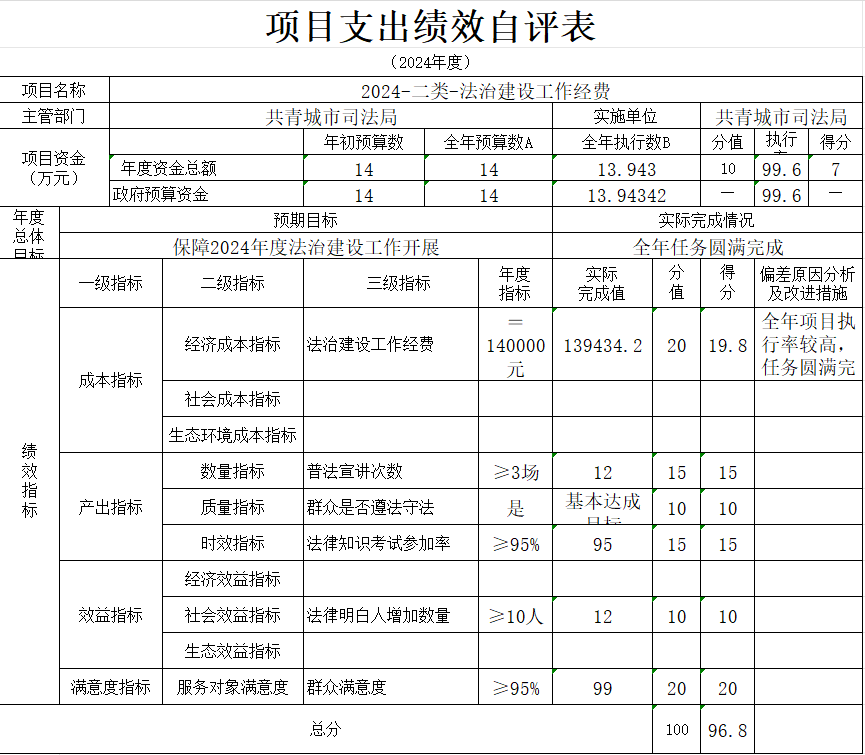 项目支出绩效自评表
（2024年度）
项目名称 2024-二类-法治建设工作经费
主管部门 共青城市司法局 实施单位 共青城市司法局
项目资金（万元） 年初预算数 全年预算数A 全年执行数B 分值 执行 得分
年度资金总额 14 14 13.943 10 99.6 7
政府预算资金 14 14 13.94342 — 99.6 —
年度总体目标 预期目标 实际完成情况
保障2024年度法治建设工作开展 全年任务圆满完成
绩效指标 一级指标 二级指标 三级指标 年度指标 实际完成值 分值 得分 偏差原因分析及改进措施
成本指标 经济成本指标 法治建设工作经费 ＝140000元 139434.2 20 19.8 全年项目执行率较高，任务圆满完
社会成本指标
生态环境成本指标
产出指标 数量指标 普法宣讲次数 ≥3场 12 15 15
质量指标 群众是否遵法守法 是 基本达成目标 10 10
时效指标 法律知识考试参加率 ≥95% 95 15 15
效益指标 经济效益指标
社会效益指标 法律明白人增加数量 ≥10人 12 10 10
生态效益指标
满意度指标 服务对象满意度 群众满意度 ≥95% 99 20 20
总分 100 96.8